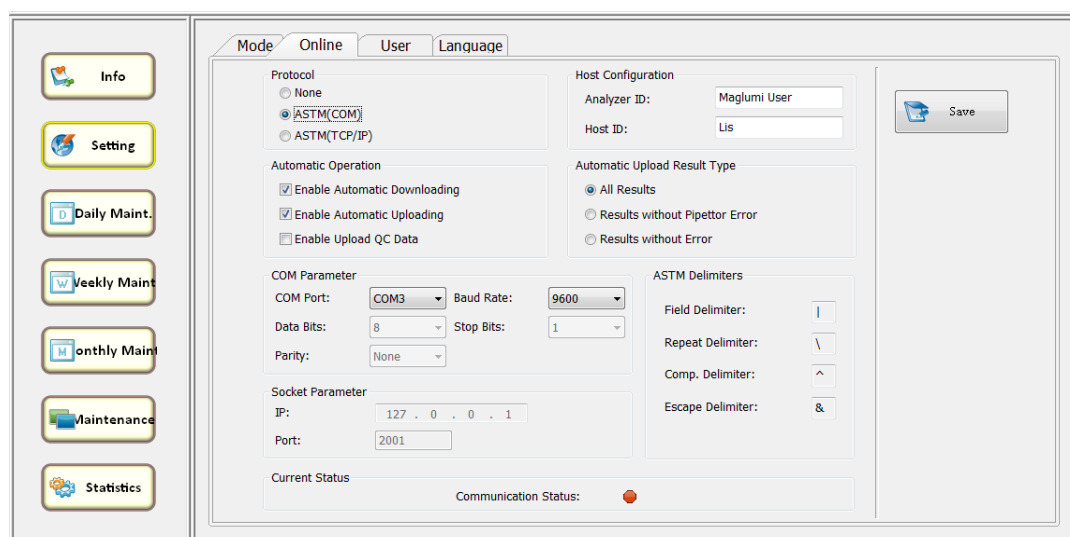 Info
Setting
D Daily Maint.
W Weekly Maint
M onthly Maint
Maintenance
Statistics
Mode Online User Language
Protocol
None
ASTM(COM)
ASTM(TCP/IP)
Host Configuration
Analyzer ID: Maglumi User
Host ID: Lis
Save
Automatic Operation
Enable Automatic Downloading
Enable Automatic Uploading
Enable Upload QC Data
Automatic Upload Result Type
All Results
Results without Pipettor Error
Results without Error
COM Parameter
COM Port: COM3 Baud Rate: 9600
Data Bits: 8 Stop Bits: 1
Parity: None
ASTM Delimiters
Field Delimiter: |
Repeat Delimiter: \
Comp. Delimiter: ^
Escape Delimiter: &
Socket Parameter
IP: 127 . 0 . 0 . 1
Port: 2001
Current Status
Communication Status: